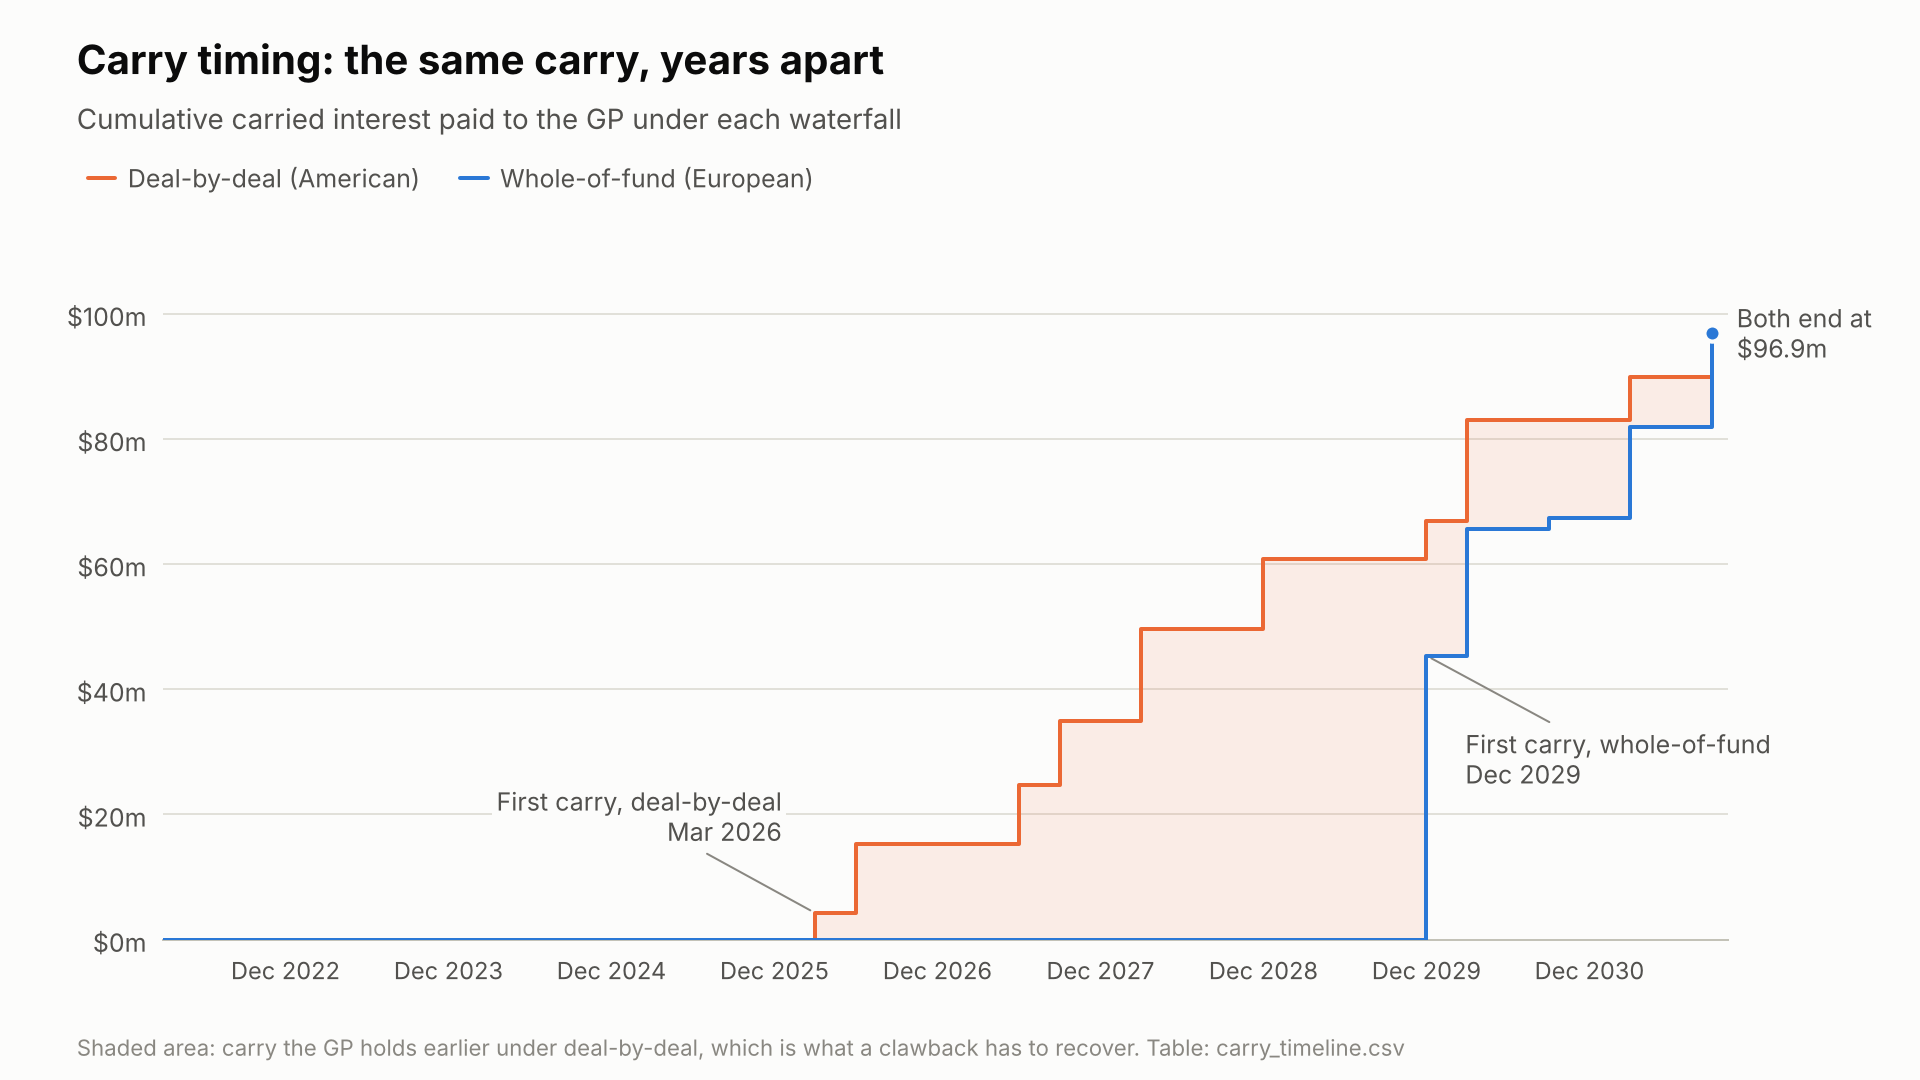 Carry timing: the same carry, years apart
Cumulative carried interest paid to the GP under each waterfall
Deal-by-deal (American)
Whole-of-fund (European)
$100m
$80m
$60m
$40m
$20m
$0m
Both end at
$96.9m
First carry, whole-of-fund
Dec 2029
First carry, deal-by-deal
Mar 2026
Dec 2022
Dec 2023
Dec 2024
Dec 2025
Dec 2026
Dec 2027
Dec 2028
Dec 2029
Dec 2030
Shaded area: carry the GP holds earlier under deal-by-deal, which is what a clawback has to recover. Table: carry_timeline.csv